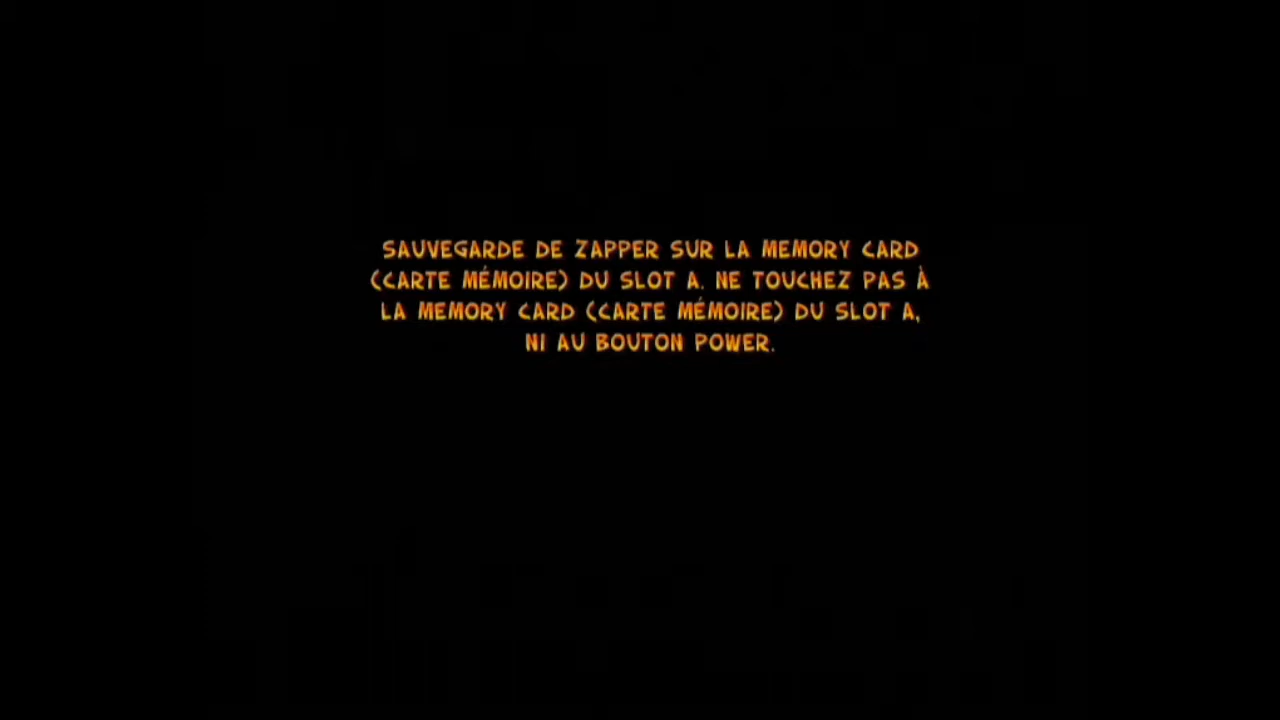 SAUVEGARDE DE ZAPPER SUR LA MEMORY CARD
(CARTE MÉMOIRE) DU SLOT A. NE TOUCHEZ PAS À
LA MEMORY CARD (CARTE MÉMOIRE) DU SLOT A,
NI AU BOUTON POWER.